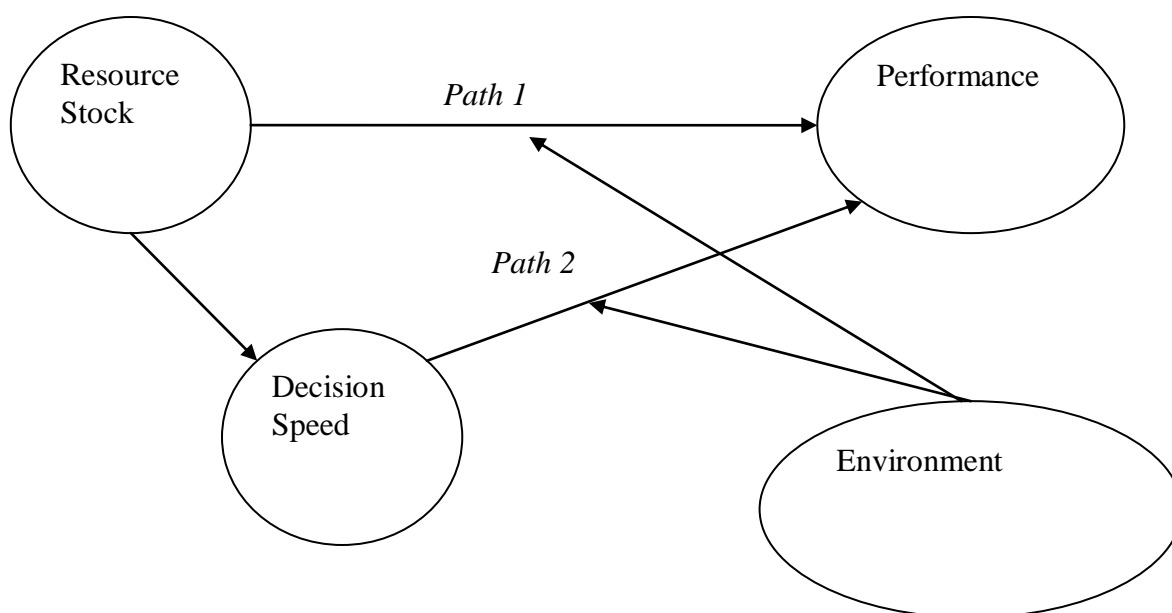 Resource
Stock
Path 1
Performance
Path 2
Decision
Speed
Environment